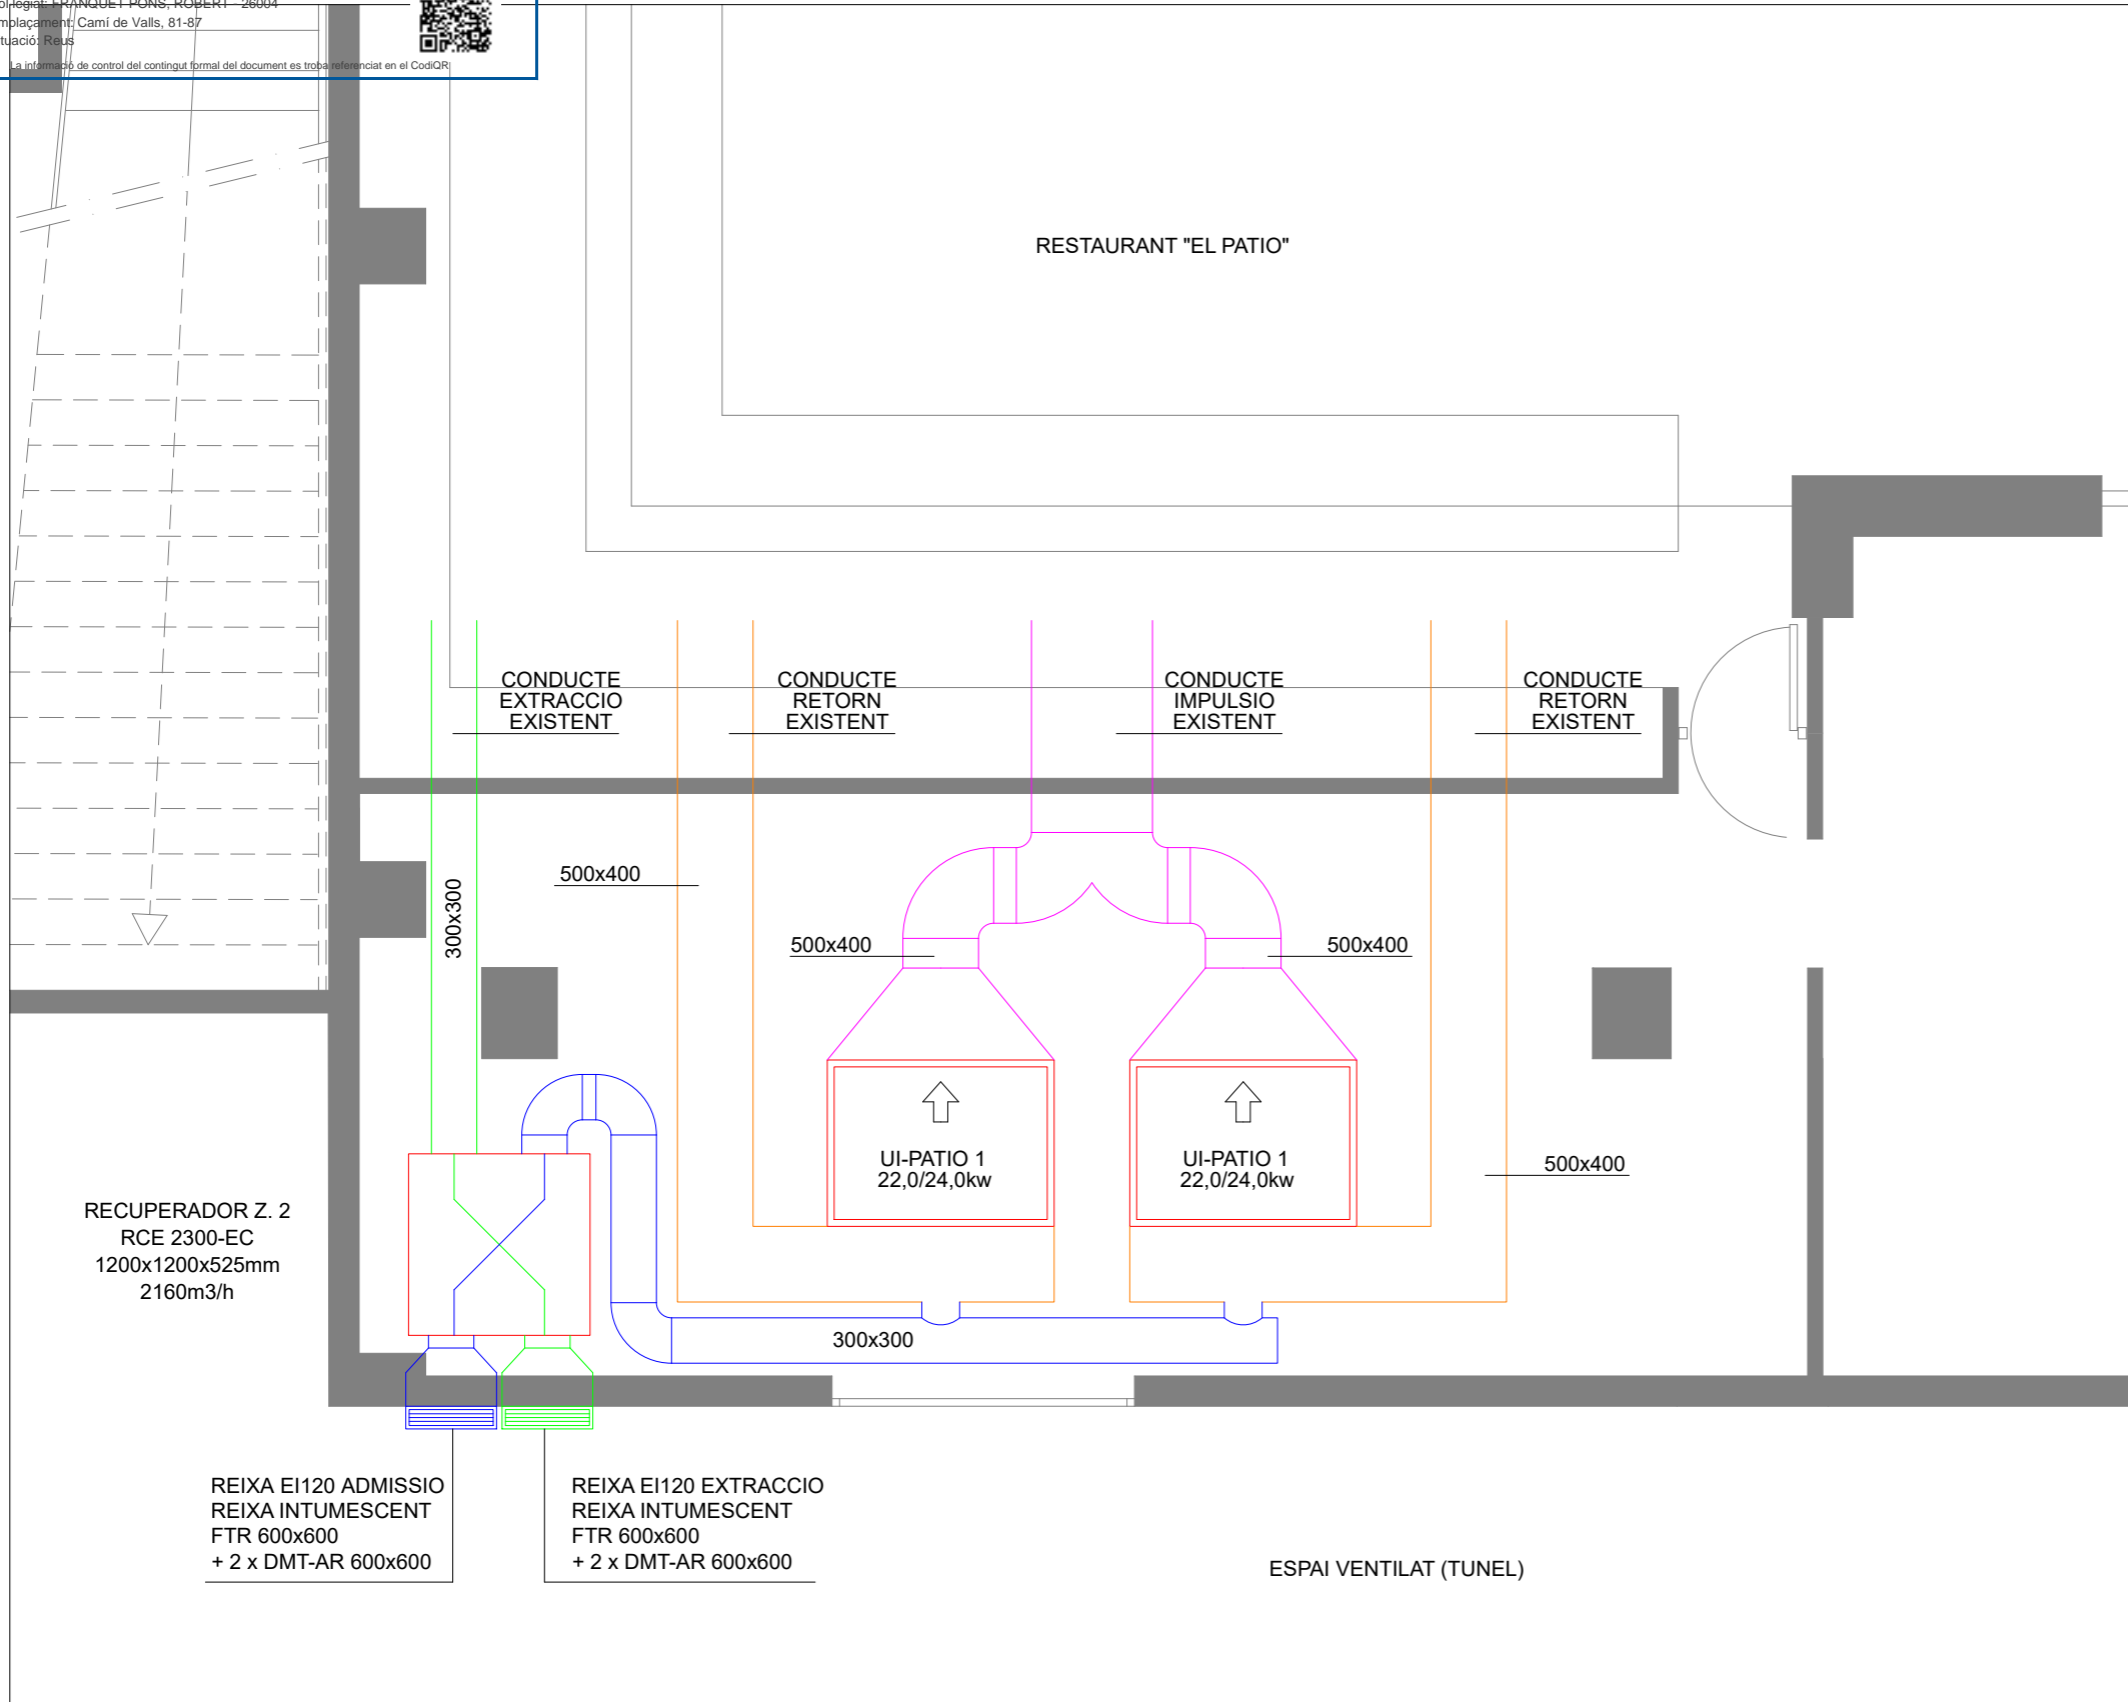 FRANQUET PONS, ROBERT - 26004
Camí de Valls, 81-87
Reus
La informació de control del contingut formal del document es troba referenciat en el CodiQR
RESTAURANT "EL PATIO"
CONDUCTE
EXTRACCIO
EXISTENT
CONDUCTE
RETORN
EXISTENT
CONDUCTE
IMPULSIO
EXISTENT
CONDUCTE
RETORN
EXISTENT
300x300
500x400
500x400
500x400
UI-PATIO 1
22,0/24,0kw
UI-PATIO 1
22,0/24,0kw
500x400
RECUPERADOR Z. 2
RCE 2300-EC
1200x1200x525mm
2160m3/h
300x300
REIXA EI120 ADMISSIO
REIXA INTUMESCENT
FTR 600x600
+ 2 x DMT-AR 600x600
REIXA EI120 EXTRACCIO
REIXA INTUMESCENT
FTR 600x600
+ 2 x DMT-AR 600x600
ESPAI VENTILAT (TUNEL)